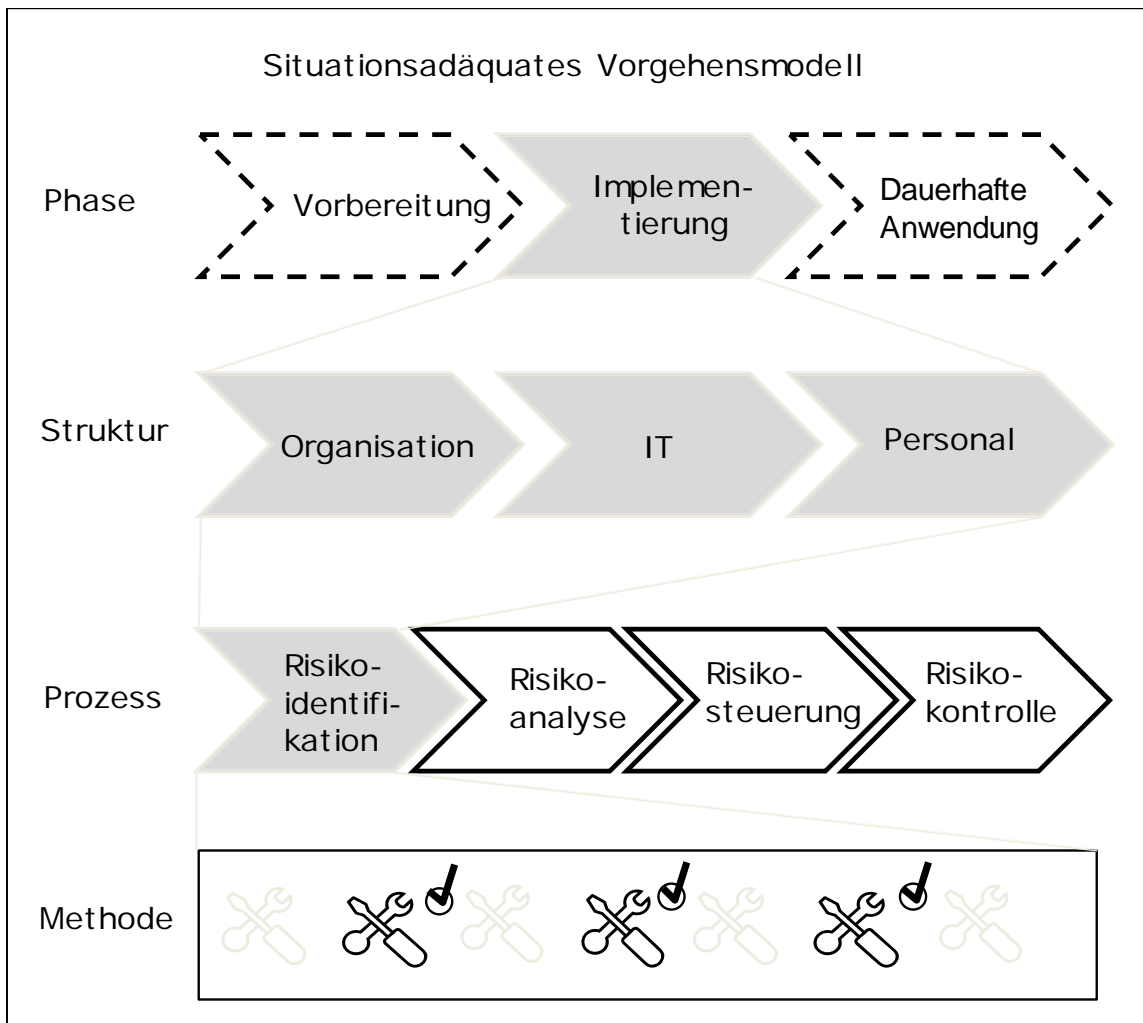 Situationsadäquates Vorgehensmodell
Phase
Vorbereitung
Implemen-
tierung
Dauerhafte
Anwendung
Struktur
Organisation
IT
Personal
Prozess
Risiko-
identifi-
kation
Risiko-
analyse
Risiko-
steuerung
Risiko-
kontrolle
Methode